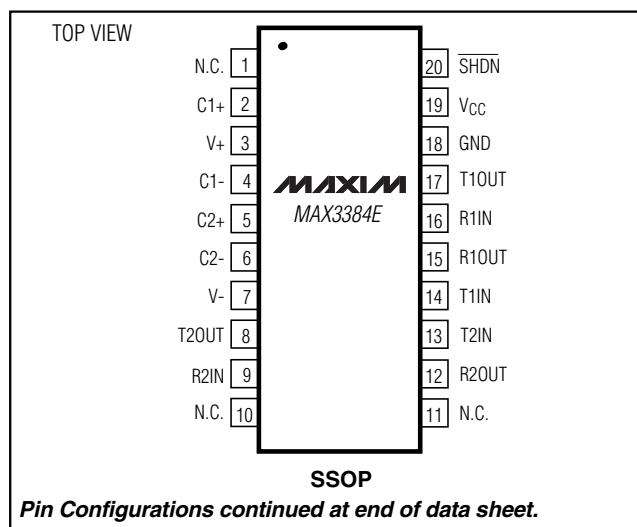 TOP VIEW
N.C. 1
C1+ 2
V+ 3
C1- 4
C2+ 5
C2- 6
V- 7
T2OUT 8
R2IN 9
N.C. 10
MAXIM
MAX3384E
20 SHDN
19 VCC
18 GND
17 T1OUT
16 R1IN
15 R1OUT
14 T1IN
13 T2IN
12 R2OUT
11 N.C.
SSOP
Pin Configurations continued at end of data sheet.